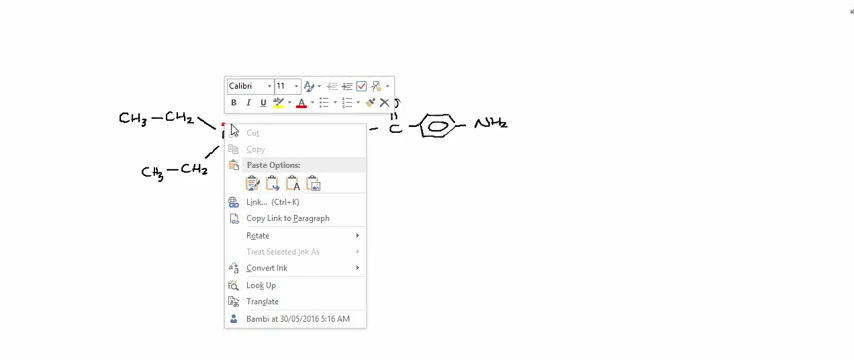 Calibri 11
B I U A
CH3 — CH2
C
NH2
CH3 — CH2
Cut
Copy
Paste Options:
Link... (Ctrl+K)
Copy Link to Paragraph
Rotate
Treat Selected Ink As
Convert Ink
Look Up
Translate
Bambi at 30/05/2016 5:16 AM